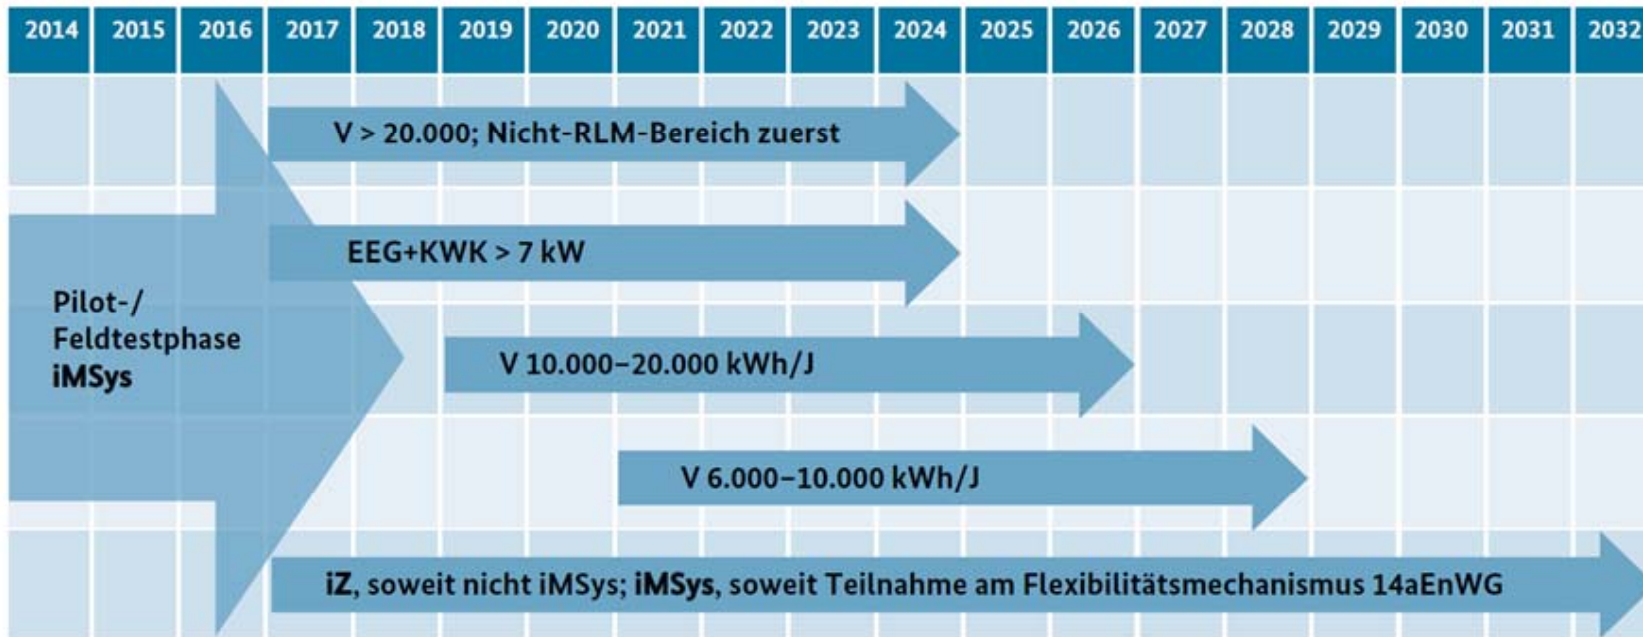 2014 2015 2016 2017 2018 2019 2020 2021 2022 2023 2024 2025 2026 2027 2028 2029 2030 2031 2032
V > 20.000; Nicht-RLM-Bereich zuerst
EEG+KWK > 7 kW
Pilot-/
Feldtestphase
iMSys
V 10.000–20.000 kWh/J
V 6.000–10.000 kWh/J
iZ, soweit nicht iMSys; iMSys, soweit Teilnahme am Flexibilitätsmechanismus 14aEnWG